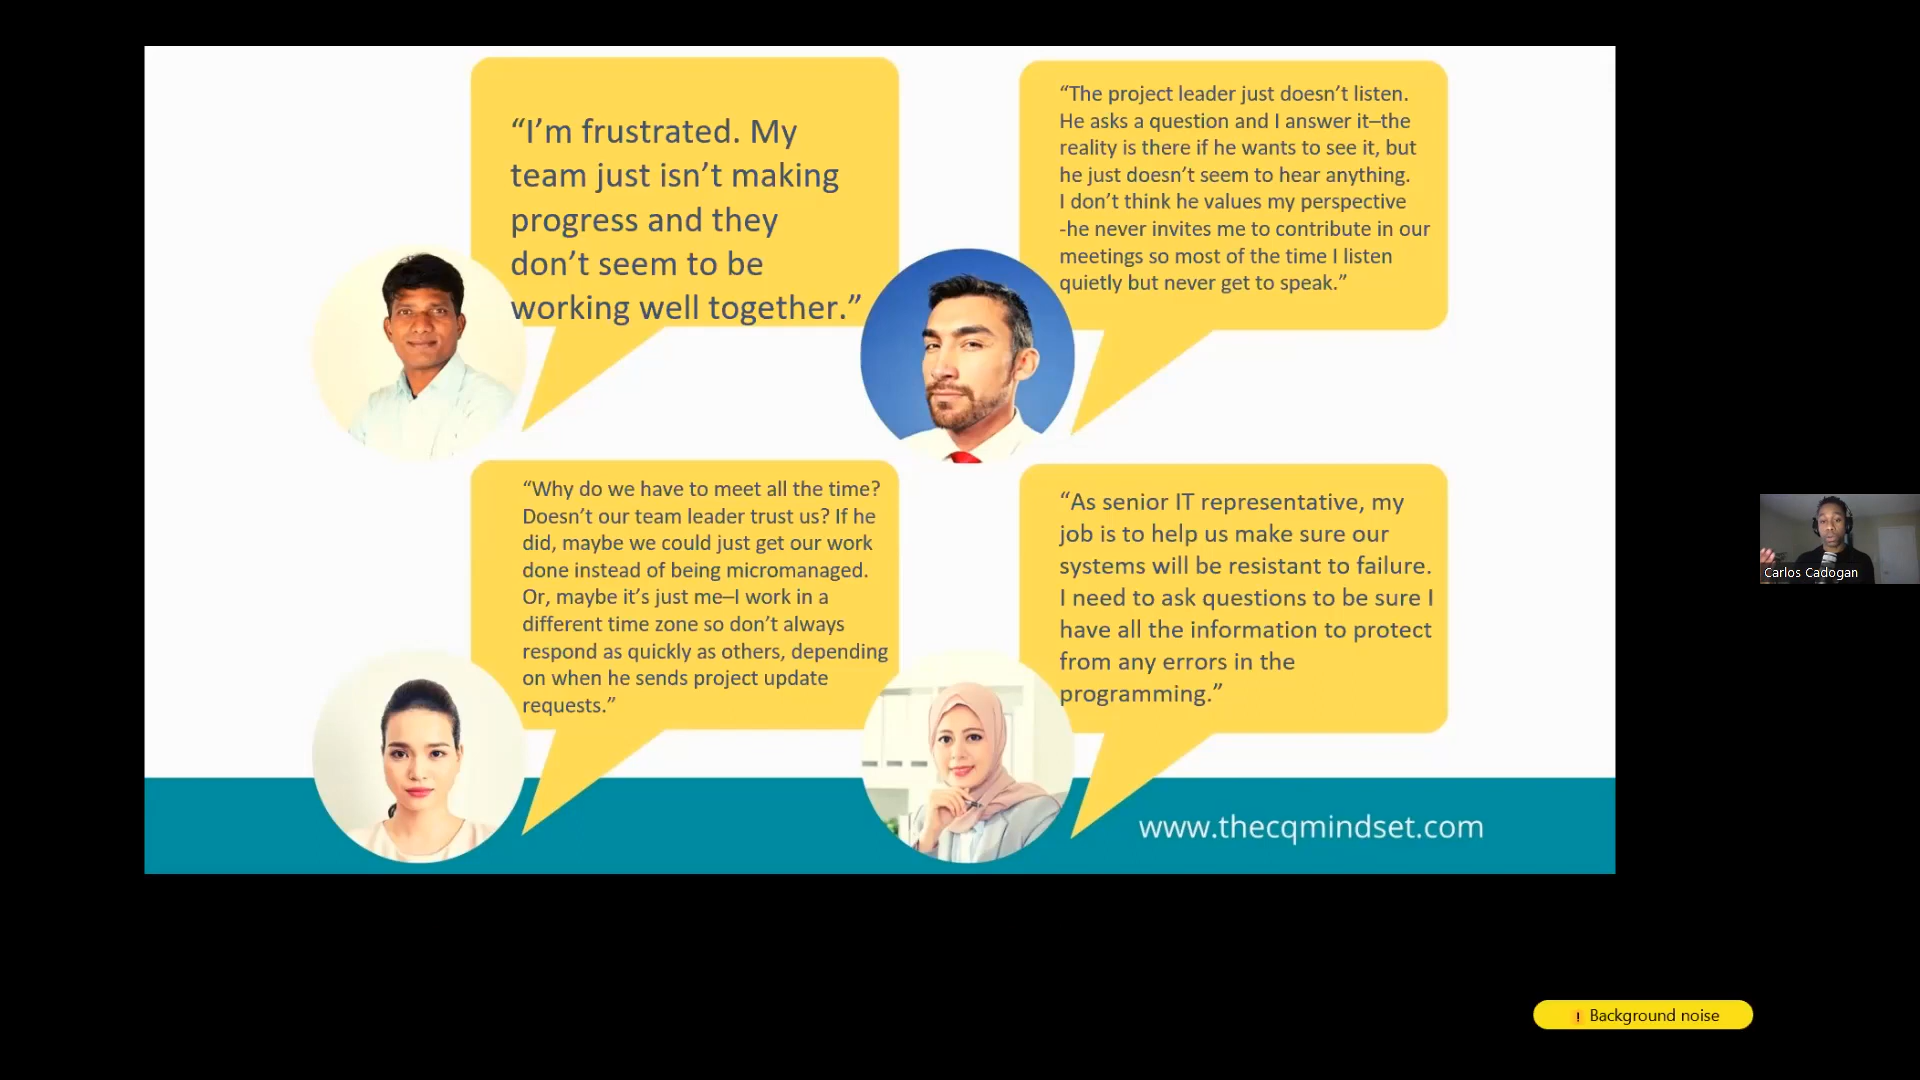 “I’m frustrated. My
team just isn’t making
progress and they
don’t seem to be
working well together.”
“The project leader just doesn’t listen.
He asks a question and I answer it–the
reality is there if he wants to see it, but
he just doesn’t seem to hear anything.
I don’t think he values my perspective
-he never invites me to contribute in our
meetings so most of the time I listen
quietly but never get to speak.”
“Why do we have to meet all the time?
Doesn’t our team leader trust us? If he
did, maybe we could just get our work
done instead of being micromanaged.
Or, maybe it’s just me–I work in a
different time zone so don’t always
respond as quickly as others, depending
on when he sends project update
requests.”
“As senior IT representative, my
job is to help us make sure our
systems will be resistant to failure.
I need to ask questions to be sure I
have all the information to protect
from any errors in the
programming.”
www.thecqmindset.com
Carlos Cadogan
! Background noise